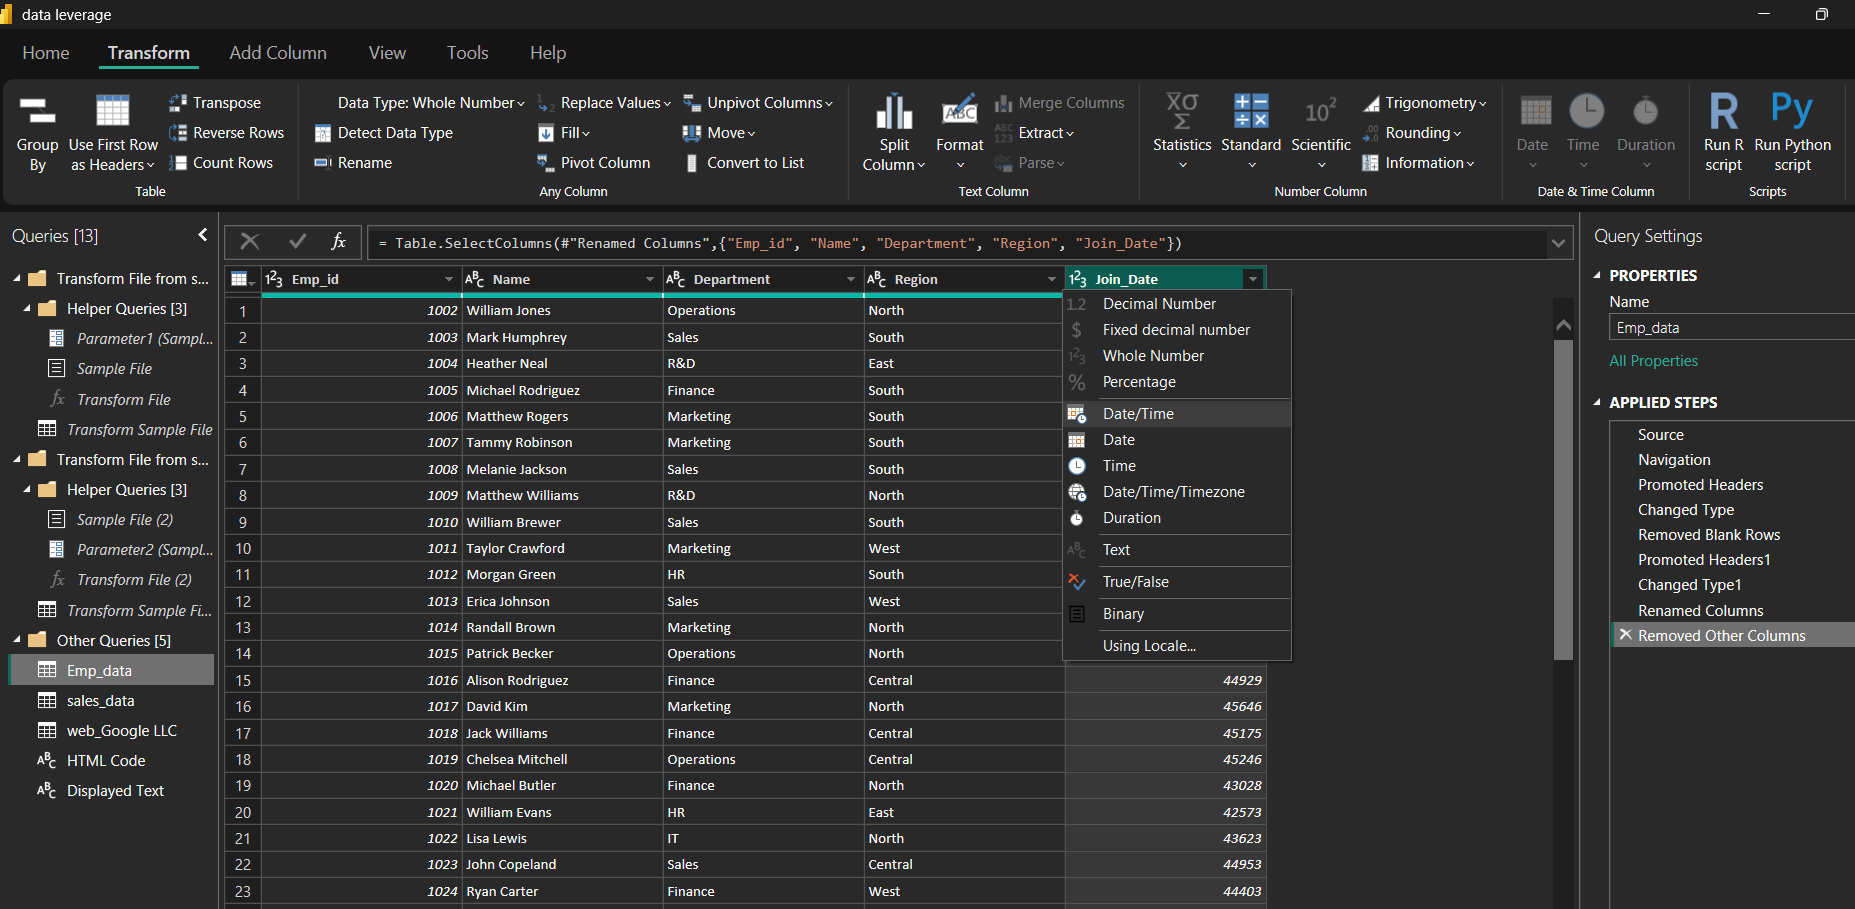 data leverage
Home Transform Add Column View Tools Help
Group By
Use First Row as Headers
Transpose
Reverse Rows
Count Rows
Table
Data Type: Whole Number
Detect Data Type
Rename
Replace Values
Fill
Pivot Column
Unpivot Columns
Move
Convert to List
Any Column
Split Column
Format
Merge Columns
Extract
Parse
Text Column
Statistics
Standard
Scientific
Trigonometry
Rounding
Information
Number Column
Date
Time
Duration
Date & Time Column
Run R script
Run Python script
Scripts
Queries [13]
Transform File from s...
Helper Queries [3]
Parameter1 (Sampl...
Sample File
Transform File
Transform Sample File
Transform File from s...
Helper Queries [3]
Sample File (2)
Parameter2 (Sampl...
Transform File (2)
Transform Sample Fi...
Other Queries [5]
Emp_data
sales_data
web_Google LLC
HTML Code
Displayed Text
= Table.SelectColumns(#"Renamed Columns",{"Emp_id", "Name", "Department", "Region", "Join_Date"})
Emp_id Name Department Region Join_Date
1 1002 William Jones Operations North
2 1003 Mark Humphrey Sales South
3 1004 Heather Neal R&D East
4 1005 Michael Rodriguez Finance South
5 1006 Matthew Rogers Marketing South
6 1007 Tammy Robinson Marketing South
7 1008 Melanie Jackson Sales South
8 1009 Matthew Williams R&D North
9 1010 William Brewer Sales South
10 1011 Taylor Crawford Marketing West
11 1012 Morgan Green HR South
12 1013 Erica Johnson Sales West
13 1014 Randall Brown Marketing North
14 1015 Patrick Becker Operations North
15 1016 Alison Rodriguez Finance Central 44929
16 1017 David Kim Marketing North 45646
17 1018 Jack Williams Finance Central 45175
18 1019 Chelsea Mitchell Operations Central 45246
19 1020 Michael Butler Finance North 43028
20 1021 William Evans HR East 42573
21 1022 Lisa Lewis IT North 43623
22 1023 John Copeland Sales Central 44953
23 1024 Ryan Carter Finance West 44403
1.2 Decimal Number
$ Fixed decimal number
Whole Number
% Percentage
Date/Time
Date
Time
Date/Time/Timezone
Duration
Text
True/False
Binary
Using Locale...
Query Settings
PROPERTIES
Name
Emp_data
All Properties
APPLIED STEPS
Source
Navigation
Promoted Headers
Changed Type
Removed Blank Rows
Promoted Headers1
Changed Type1
Renamed Columns
Removed Other Columns